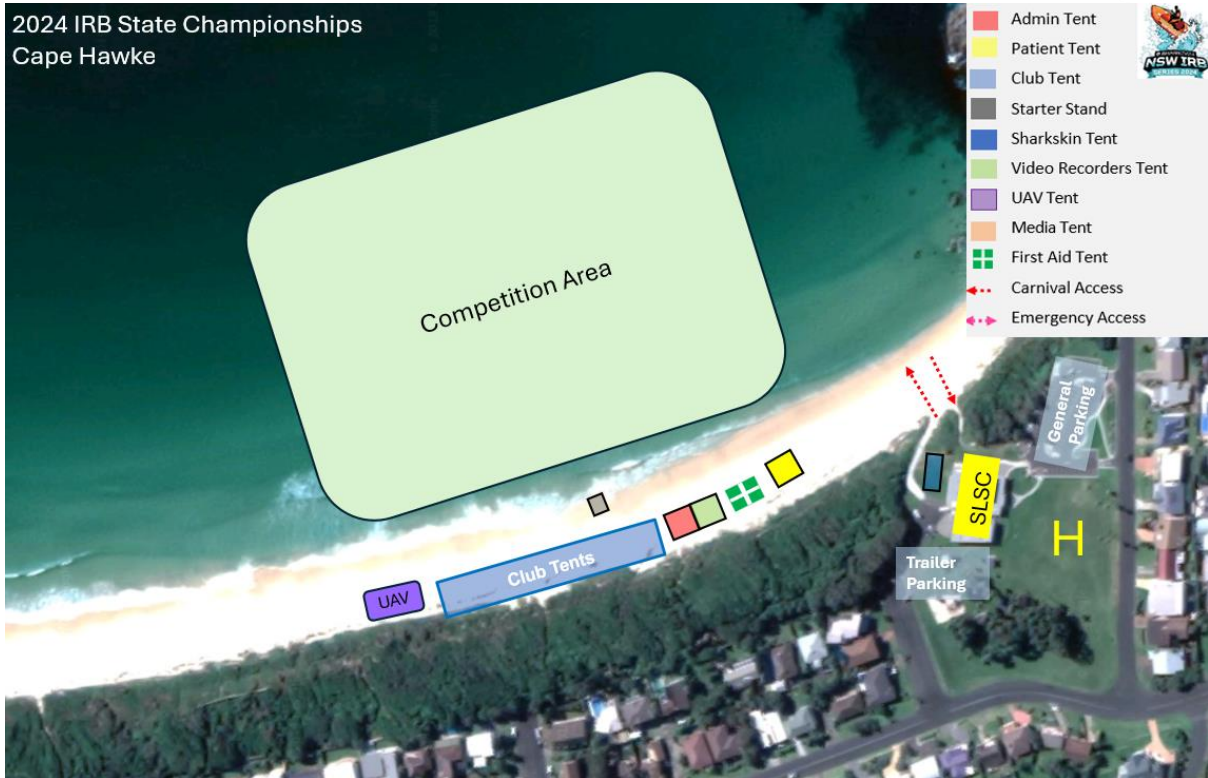 2024 IRB State Championships
Cape Hawke
Admin Tent
Patient Tent
Club Tent
Starter Stand
Sharkskin Tent
Video Recorders Tent
UAV Tent
Media Tent
First Aid Tent
Carnival Access
Emergency Access
NSW IRB
SERIES 2024
Competition Area
General
Parking
SLSC
H
Trailer
Parking
Club Tents
UAV